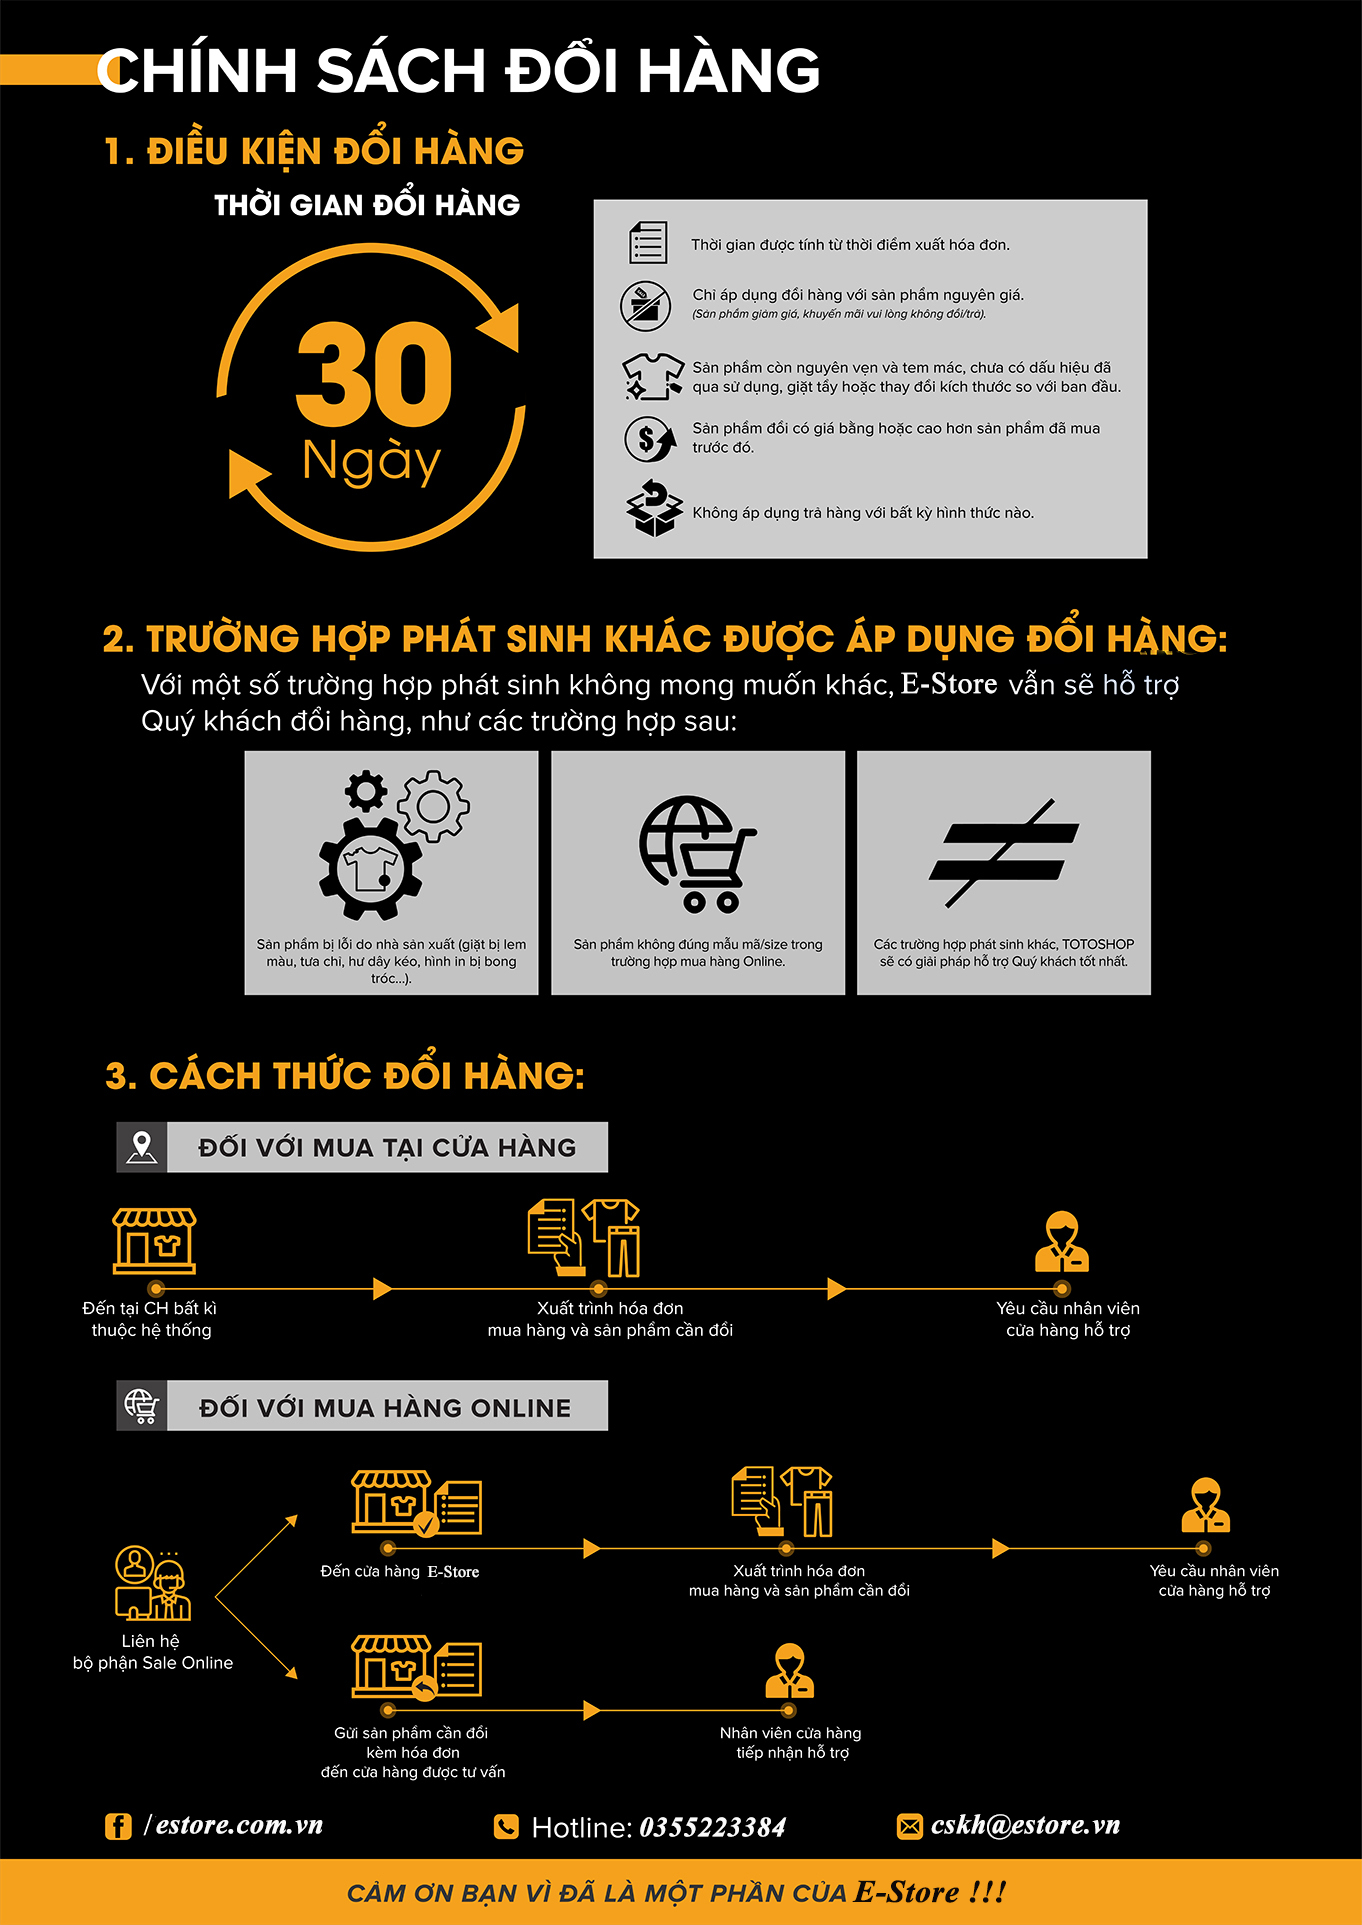 CHÍNH SÁCH ĐỔI HÀNG
1. ĐIỀU KIỆN ĐỔI HÀNG
THỜI GIAN ĐỔI HÀNG
30
Ngày
Thời gian được tính từ thời điểm xuất hóa đơn.
Chỉ áp dụng đổi hàng với sản phẩm nguyên giá.
(Sản phẩm giảm giá, khuyến mãi vui lòng không đổi/trả).
Sản phẩm còn nguyên vẹn và tem mác, chưa có dấu hiệu đã
qua sử dụng, giặt tẩy hoặc thay đổi kích thước so với ban đầu.
Sản phẩm đổi có giá bằng hoặc cao hơn sản phẩm đã mua
trước đó.
Không áp dụng trả hàng với bất kỳ hình thức nào.
2. TRƯỜNG HỢP PHÁT SINH KHÁC ĐƯỢC ÁP DỤNG ĐỔI HÀNG:
Với một số trường hợp phát sinh không mong muốn khác, E-Store vẫn sẽ hỗ trợ
Quý khách đổi hàng, như các trường hợp sau:
Sản phẩm bị lỗi do nhà sản xuất (giặt bị lem
màu, tưa chỉ, hư dây kéo, hình in bị bong
tróc...).
Sản phẩm không đúng mẫu mã/size trong
trường hợp mua hàng Online.
Các trường hợp phát sinh khác, TOTOSHOP
sẽ có giải pháp hỗ trợ Quý khách tốt nhất.
3. CÁCH THỨC ĐỔI HÀNG:
ĐỐI VỚI MUA TẠI CỬA HÀNG
Đến tại CH bất kì
thuộc hệ thống
Xuất trình hóa đơn
mua hàng và sản phẩm cần đổi
Yêu cầu nhân viên
cửa hàng hỗ trợ
ĐỐI VỚI MUA HÀNG ONLINE
Liên hệ
bộ phận Sale Online
Đến cửa hàng E-Store
Xuất trình hóa đơn
mua hàng và sản phẩm cần đổi
Yêu cầu nhân viên
cửa hàng hỗ trợ
Gửi sản phẩm cần đổi
kèm hóa đơn
đến cửa hàng được tư vấn
Nhân viên cửa hàng
tiếp nhận hỗ trợ
/estore.com.vn
Hotline: 0355223384
cskh@estore.vn
CẢM ƠN BẠN VÌ ĐÃ LÀ MỘT PHẦN CỦA E-Store !!!